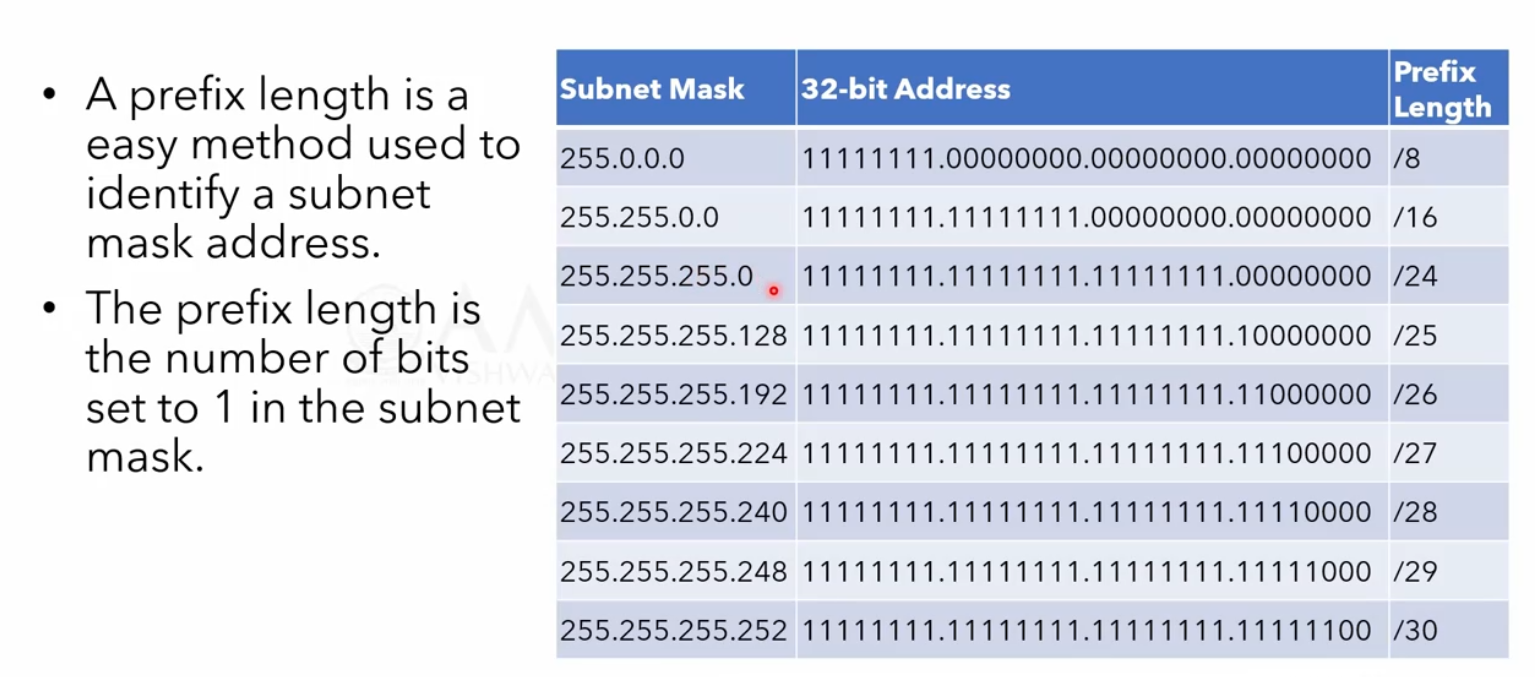 • A prefix length is a
easy method used to
identify a subnet
mask address.
• The prefix length is
the number of bits
set to 1 in the subnet
mask.
Subnet Mask 32-bit Address Prefix Length
255.0.0.0 11111111.00000000.00000000.00000000 /8
255.255.0.0 11111111.11111111.00000000.00000000 /16
255.255.255.0 11111111.11111111.11111111.00000000 /24
255.255.255.128 11111111.11111111.11111111.10000000 /25
255.255.255.192 11111111.11111111.11111111.11000000 /26
255.255.255.224 11111111.11111111.11111111.11100000 /27
255.255.255.240 11111111.11111111.11111111.11110000 /28
255.255.255.248 11111111.11111111.11111111.11111000 /29
255.255.255.252 11111111.11111111.11111111.11111100 /30